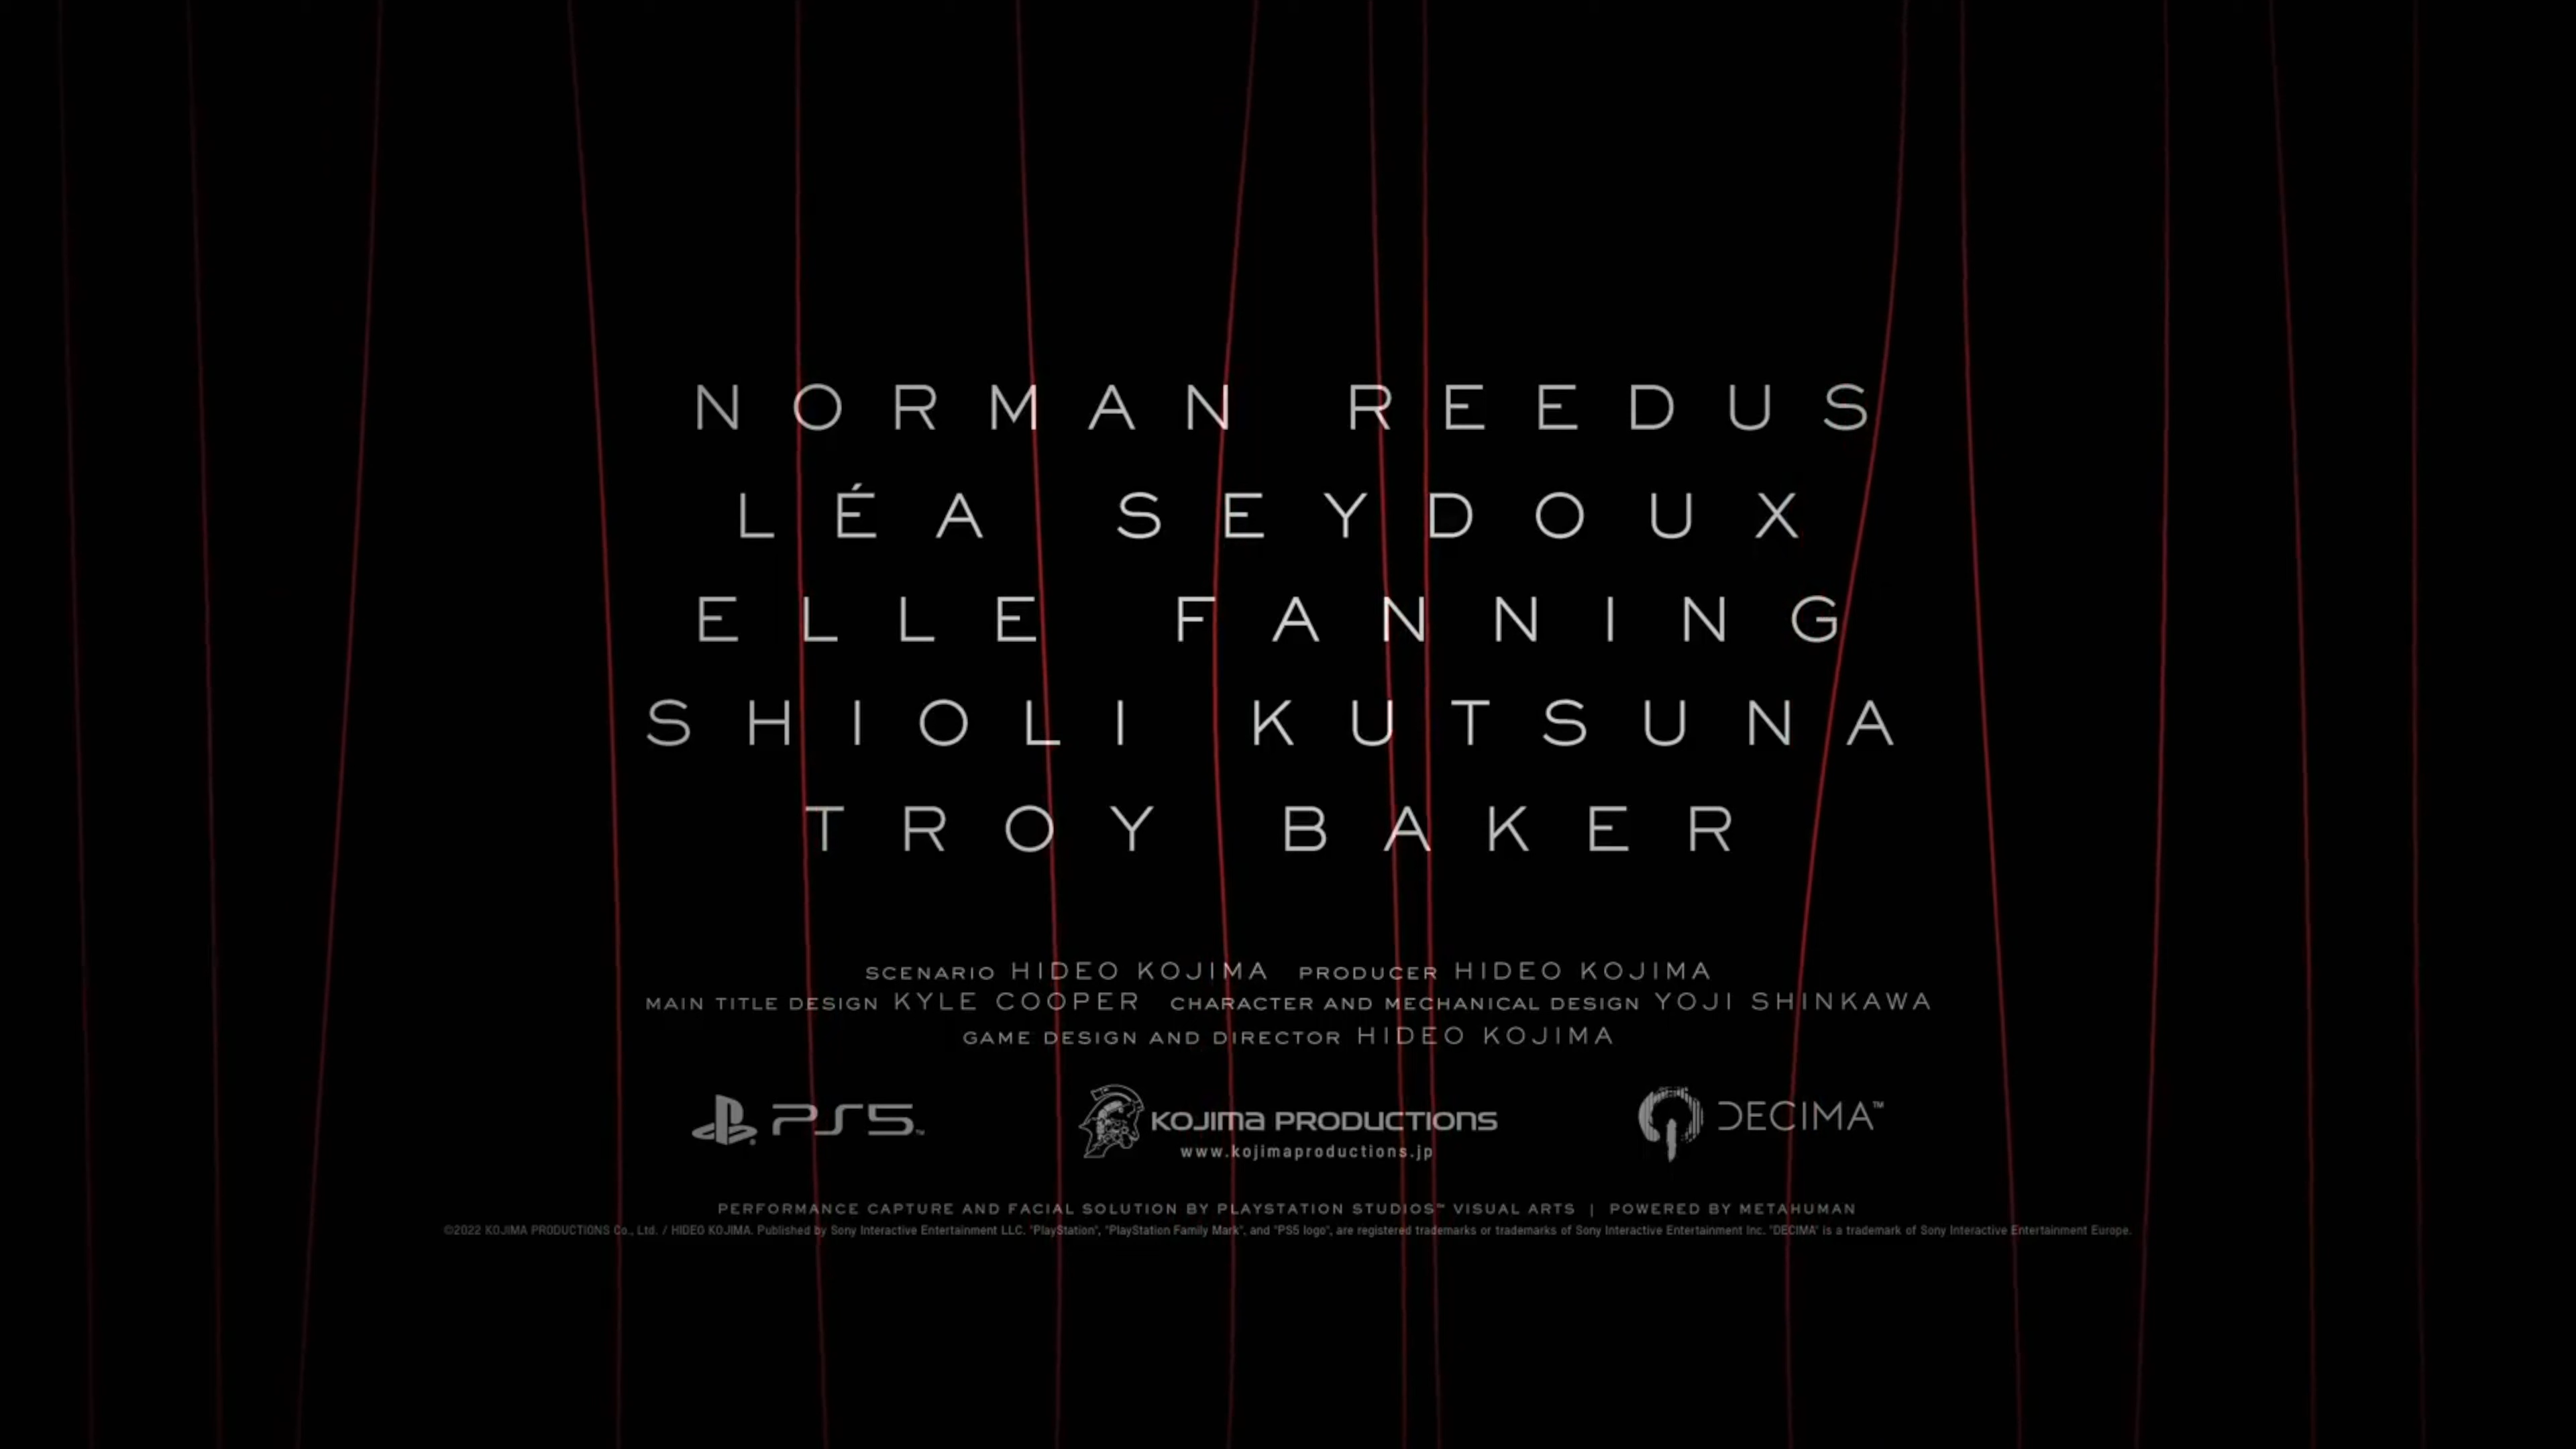 NORMAN REEDUS
LÉA SEYDOUX
ELLE FANNING
SHIOLI KUTSUNA
TROY BAKER
SCENARIO HIDEO KOJIMA PRODUCER HIDEO KOJIMA
MAIN TITLE DESIGN KYLE COOPER CHARACTER AND MECHANICAL DESIGN YOJI SHINKAWA
GAME DESIGN AND DIRECTOR HIDEO KOJIMA
PS5™ KOJIMA PRODUCTIONS DECIMA™
www.kojimaproductions.jp
PERFORMANCE CAPTURE AND FACIAL SOLUTION BY PLAYSTATION STUDIOS™ VISUAL ARTS | POWERED BY METAHUMAN
©2022 KOJIMA PRODUCTIONS Co., Ltd. / HIDEO KOJIMA. Published by Sony Interactive Entertainment LLC. "PlayStation", "PlayStation Family Mark", and "PS5 logo", are registered trademarks or trademarks of Sony Interactive Entertainment Inc. "DECIMA" is a trademark of Sony Interactive Entertainment Europe.